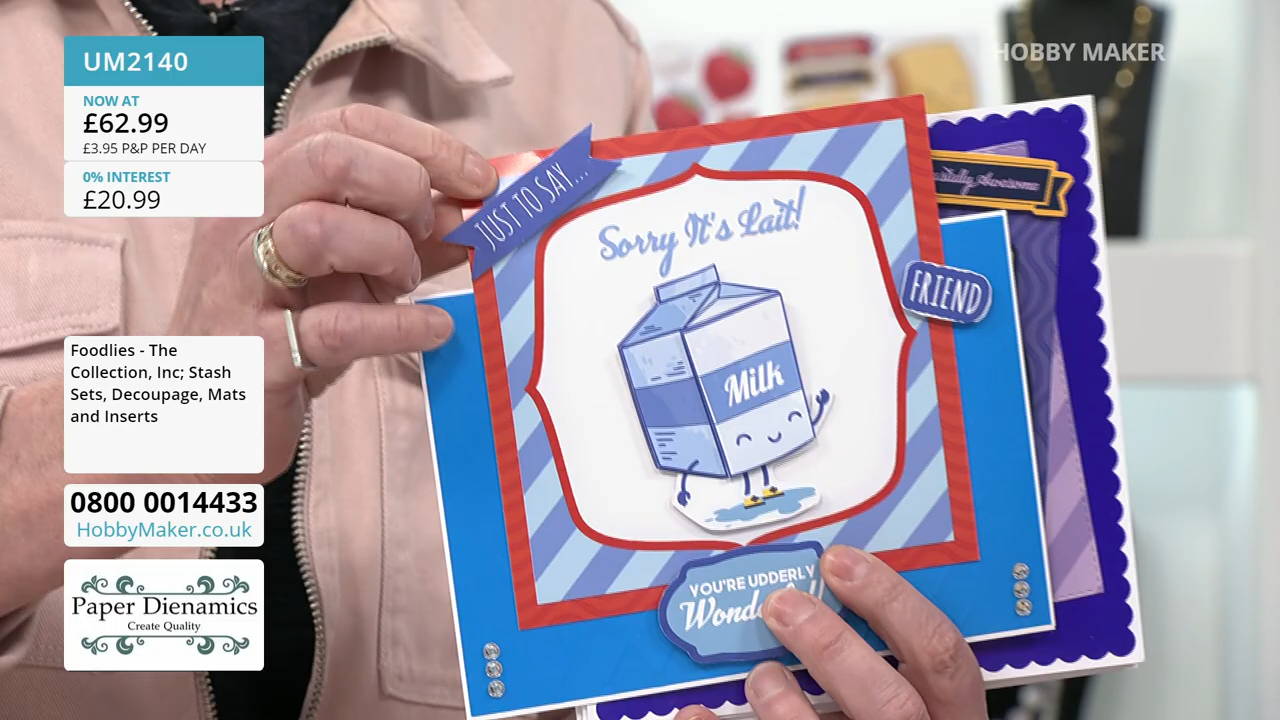 UM2140
NOW AT
£62.99
£3.95 P&P PER DAY
0% INTEREST
£20.99
Foodlies - The
Collection, Inc; Stash
Sets, Decoupage, Mats
and Inserts
0800 0014433
HobbyMaker.co.uk
Paper Dienamics
Create Quality
HOBBY MAKER
JUST TO SAY...
Sorry It's Lait!
Milk
FRIEND
YOU'RE UDDERLY
Awesome